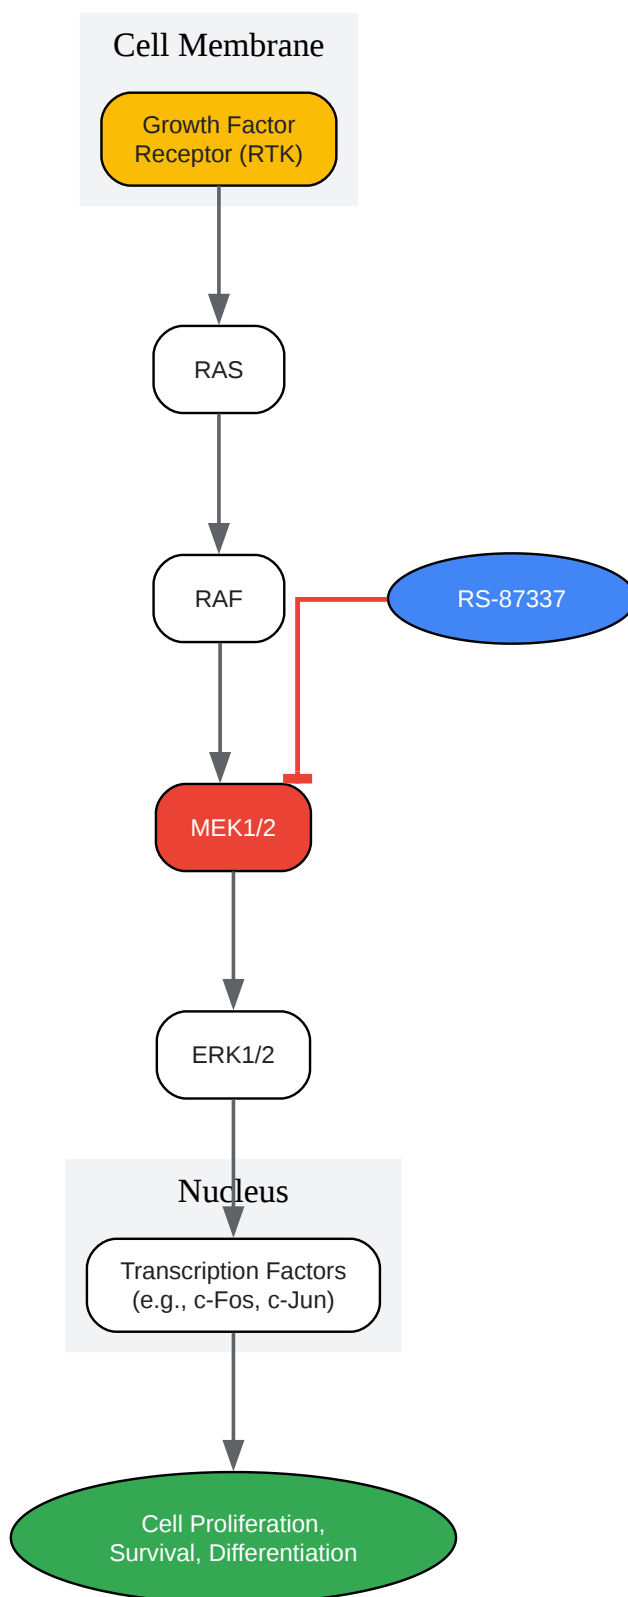 Cell Membrane
Growth Factor
Receptor (RTK)
RAS
RAF
RS-87337
MEK1/2
ERK1/2
Nucleus
Transcription Factors
(e.g., c-Fos, c-Jun)
Cell Proliferation,
Survival, Differentiation